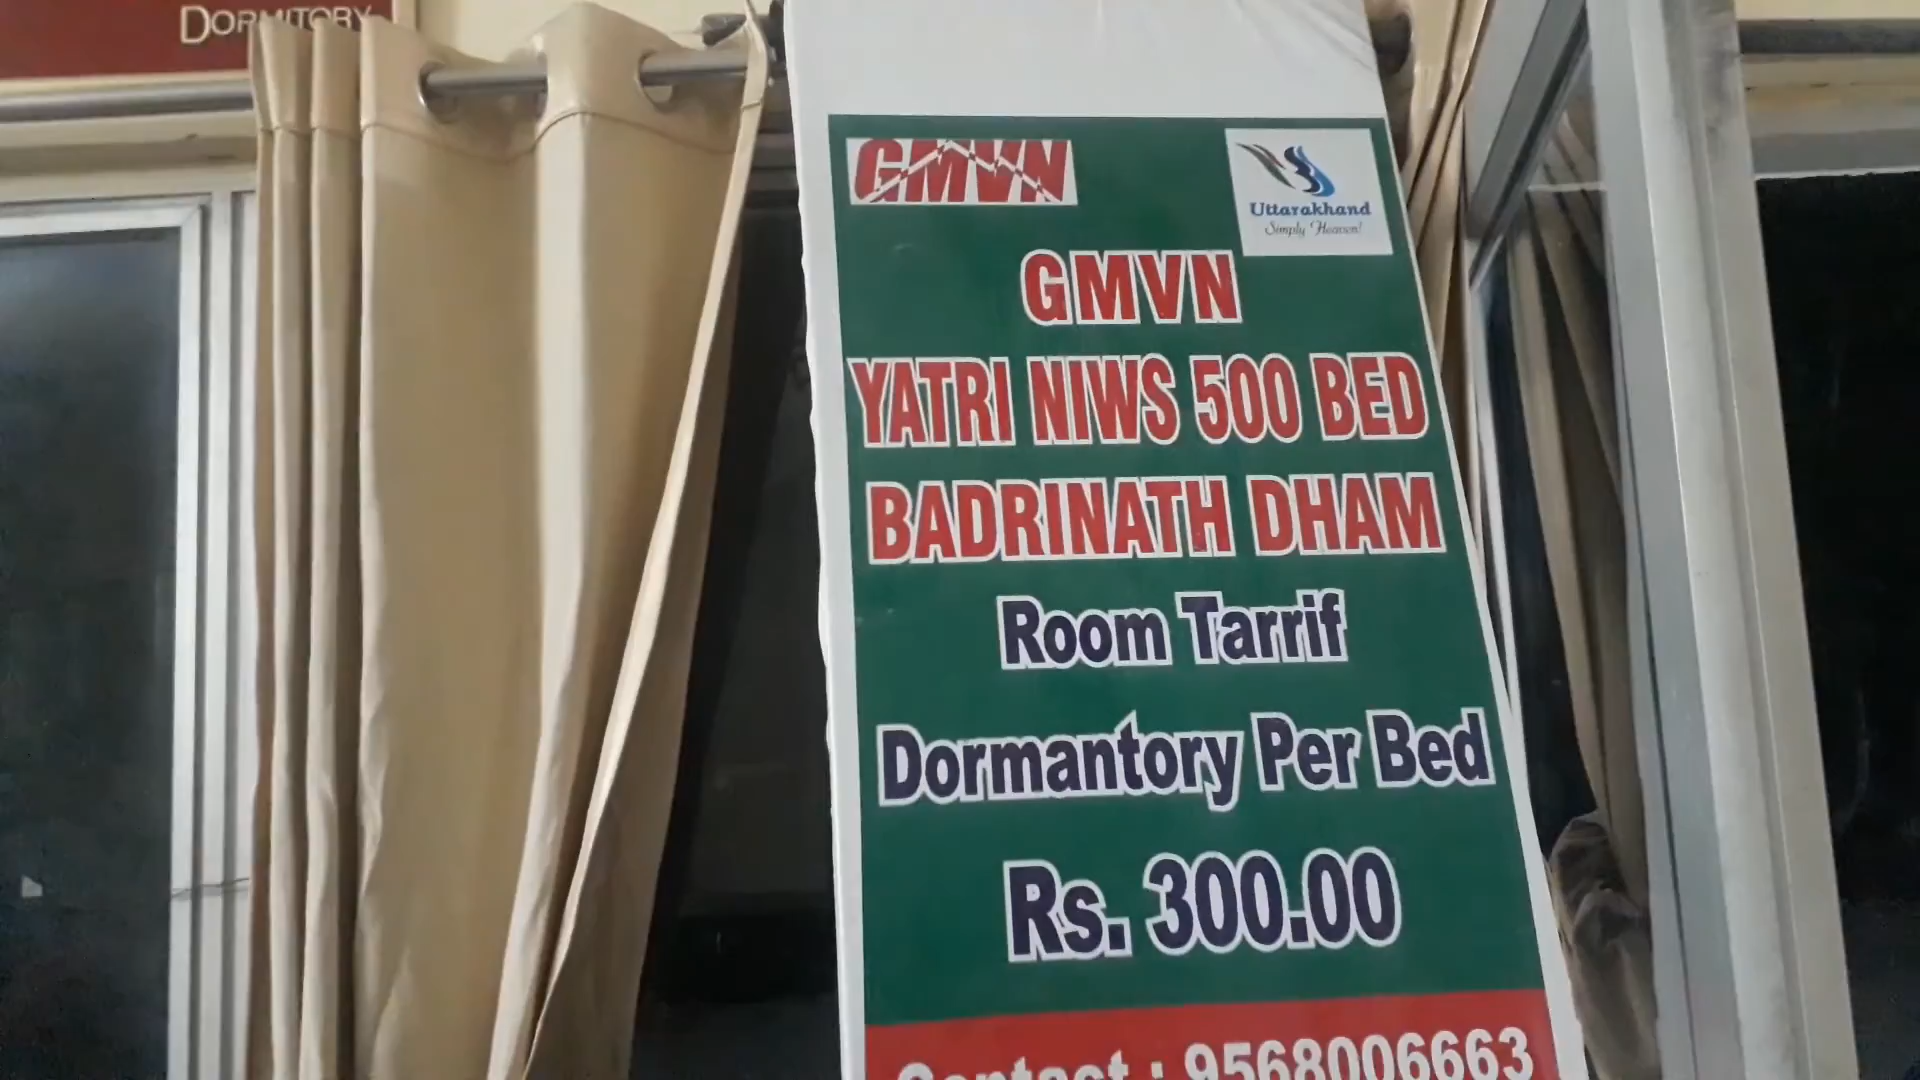 DORMITORY
GMVN
Uttarakhand
Simply Heaven!
GMVN
YATRI NIWS 500 BED
BADRINATH DHAM
Room Tarrif
Dormantory Per Bed
Rs. 300.00
Contact : 9568006663